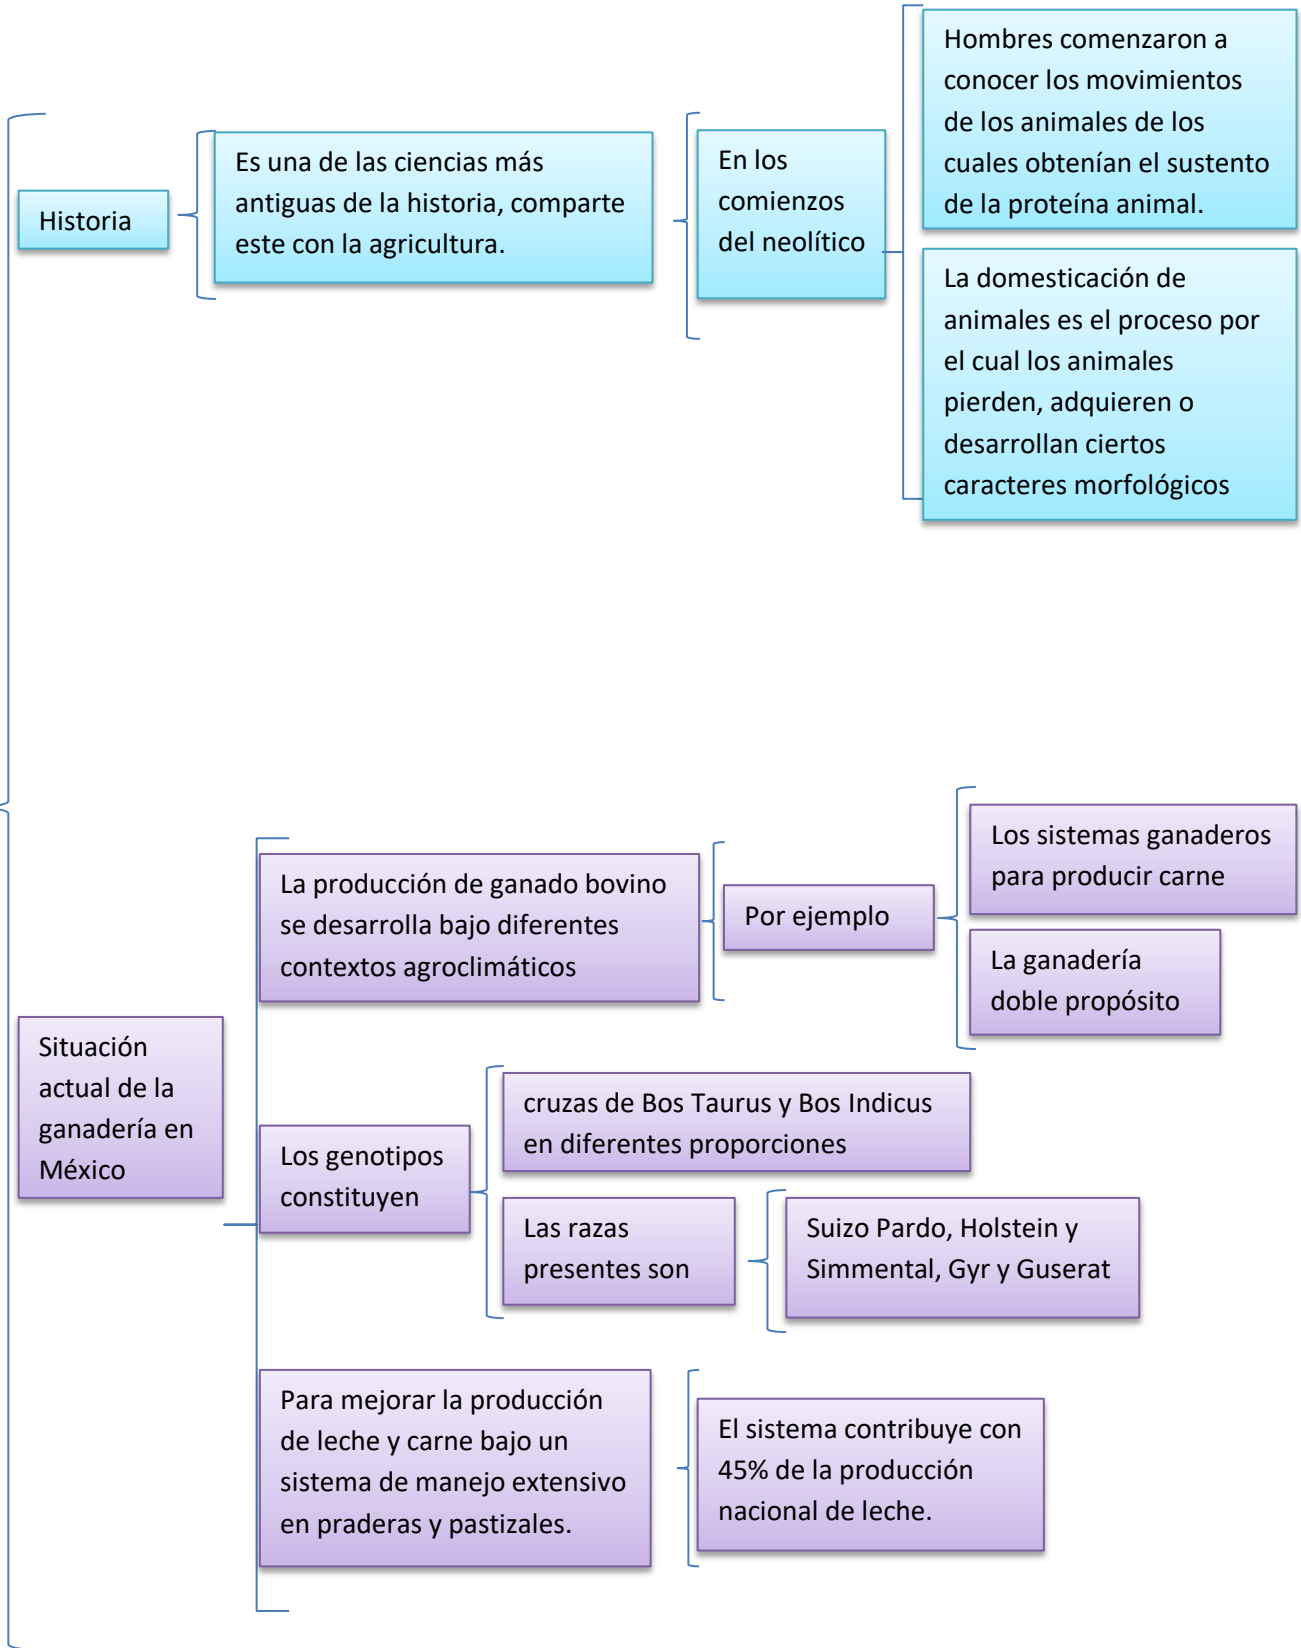 Historia
Es una de las ciencias más
antiguas de la historia, comparte
este con la agricultura.
En los
comienzos
del neolítico
Hombres comenzaron a
conocer los movimientos
de los animales de los
cuales obtenían el sustento
de la proteína animal.
La domesticación de
animales es el proceso por
el cual los animales
pierden, adquieren o
desarrollan ciertos
caracteres morfológicos
Situación
actual de la
ganadería en
México
La producción de ganado bovino
se desarrolla bajo diferentes
contextos agroclimáticos
Por ejemplo
Los sistemas ganaderos
para producir carne
La ganadería
doble propósito
Los genotipos
constituyen
cruzas de Bos Taurus y Bos Indicus
en diferentes proporciones
Las razas
presentes son
Suizo Pardo, Holstein y
Simmental, Gyr y Guserat
Para mejorar la producción
de leche y carne bajo un
sistema de manejo extensivo
en praderas y pastizales.
El sistema contribuye con
45% de la producción
nacional de leche.